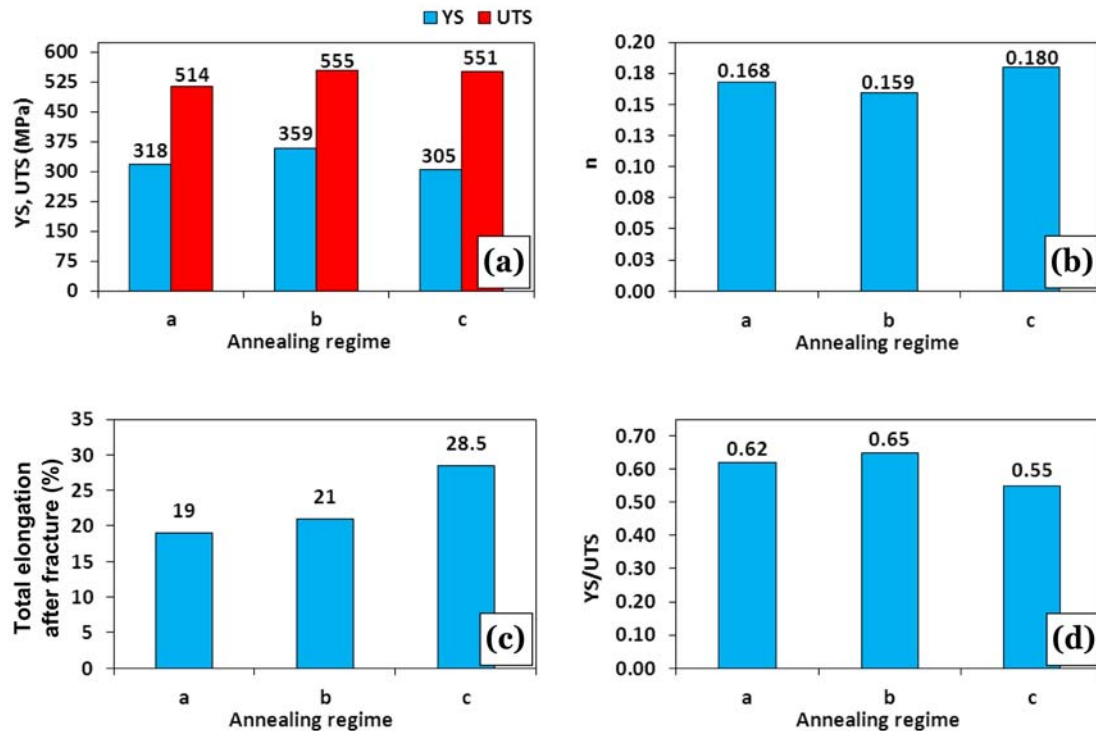 YS UTS
600
525
450
375
300
225
150
75
0
YS, UTS (MPa)
514
555
551
318
359
305
(a)
a b c
Annealing regime
0.20
0.18
0.15
0.13
0.10
0.08
0.05
0.03
0.00
n
0.168
0.159
0.180
(b)
a b c
Annealing regime
35
30
25
20
15
10
5
0
Total elongation
after fracture (%)
19
21
28.5
(c)
a b c
Annealing regime
0.70
0.60
0.50
0.40
0.30
0.20
0.10
0.00
YS/UTS
0.62
0.65
0.55
(d)
a b c
Annealing regime